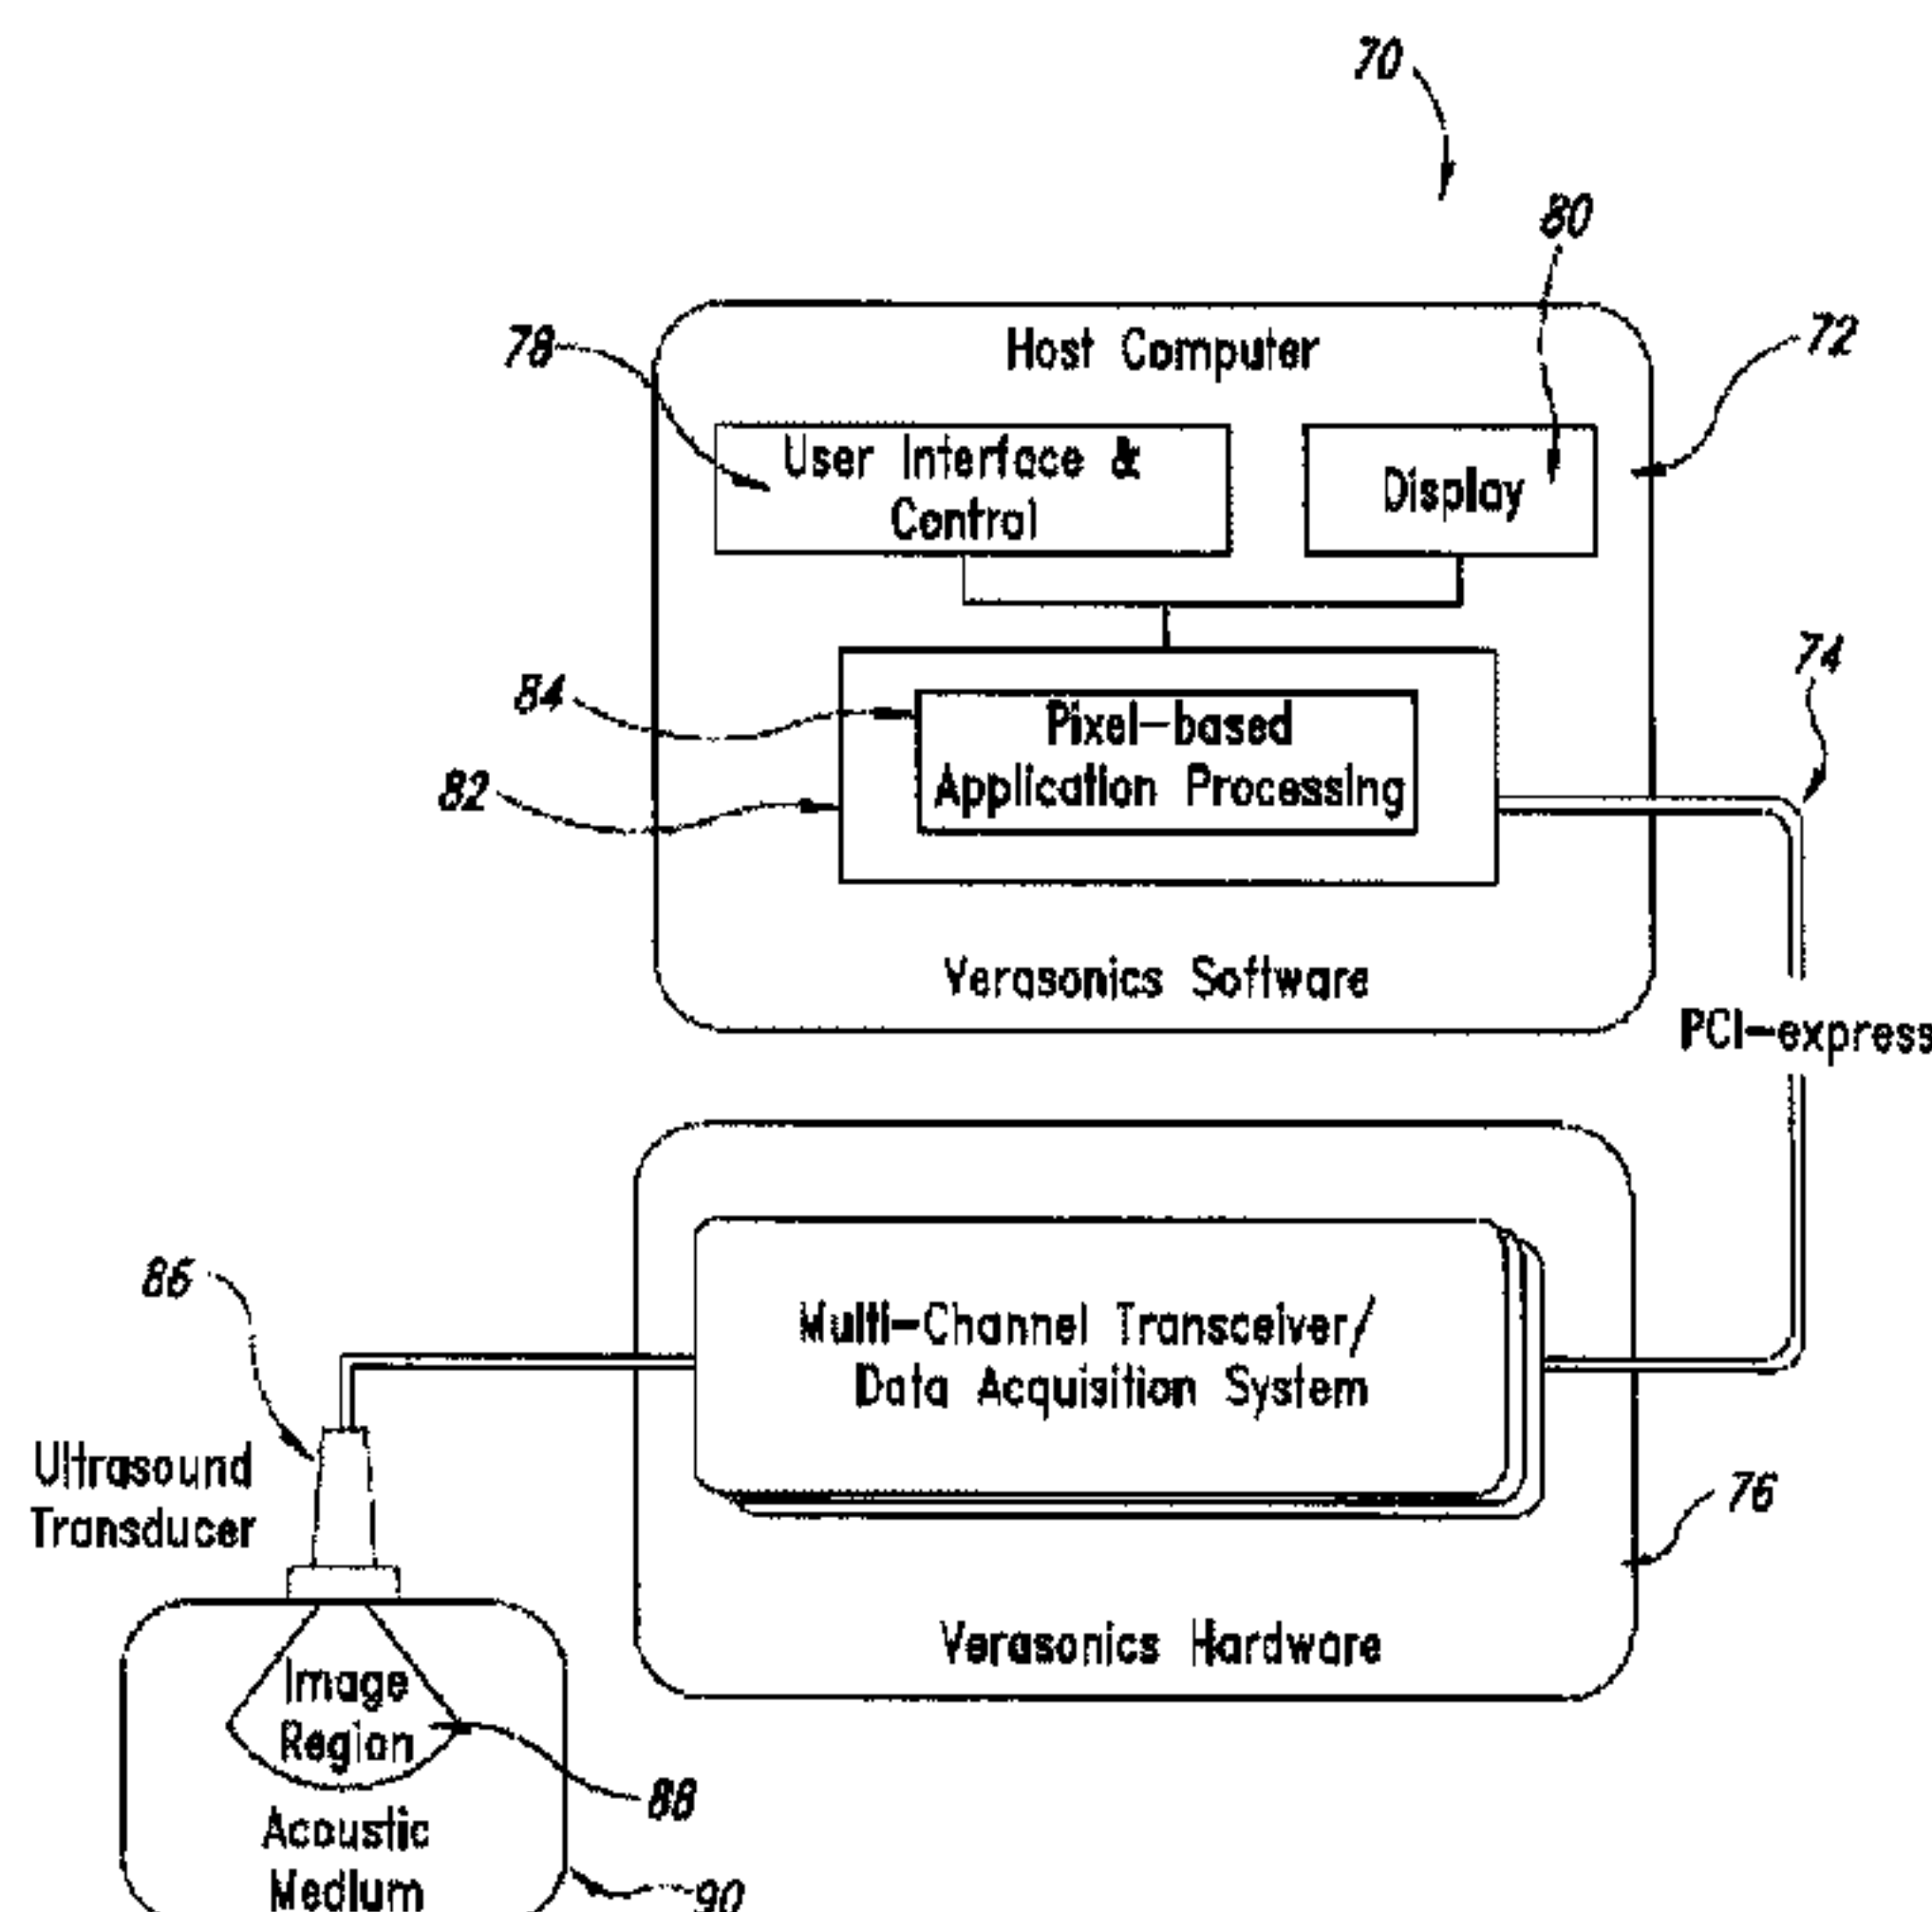 70
80
Host Computer
78
72
User Interface &
Control
Display
74
84
Pixel-based
Application Processing
82
Verasonics Software
PCI-express
86
Multi-Channel Transceiver/
Data Acquisition System
Ultrasound
Transducer
76
Verasonics Hardware
Image
Region
88
Acoustic
Medium
90